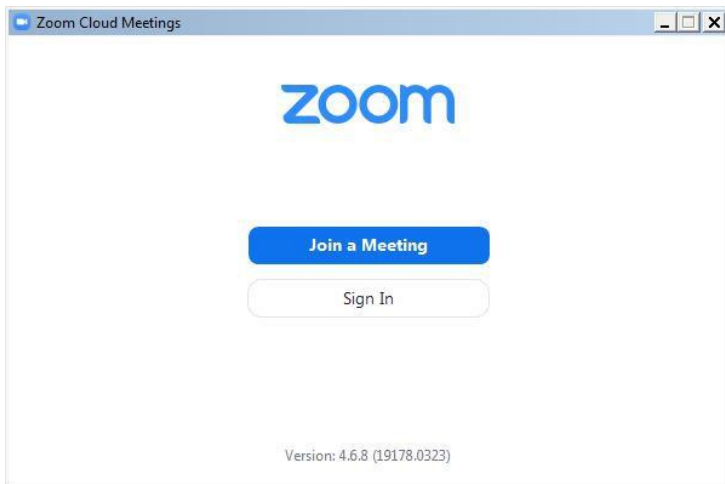 Zoom Cloud Meetings
zoom
Join a Meeting
Sign In
Version: 4.6.8 (19178.0323)